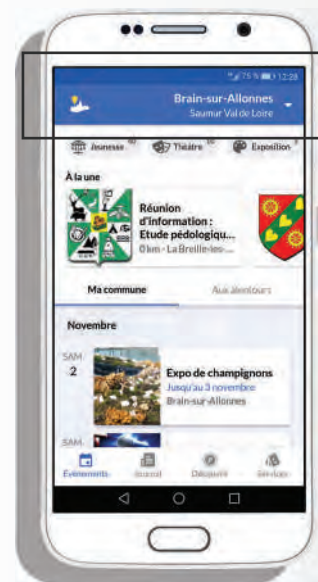 75 % 12:28
Brain-sur-Allonnes
Saumur Val de Loire
Jeunesse
Théâtre
Exposition
À la une
Réunion
d'information :
Etude pédologiqu...
0 km - La Breille-les-...
Ma commune
Aux alentours
Novembre
SAM.
2
Expo de champignons
Jusqu'au 3 novembre
Brain-sur-Allonnes
SAM.
Evénements
Journal
Découvrir
Services